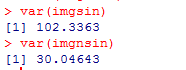 > var(imgsin)
[1] 102.3363
> var(imgnsin)
[1] 30.04643